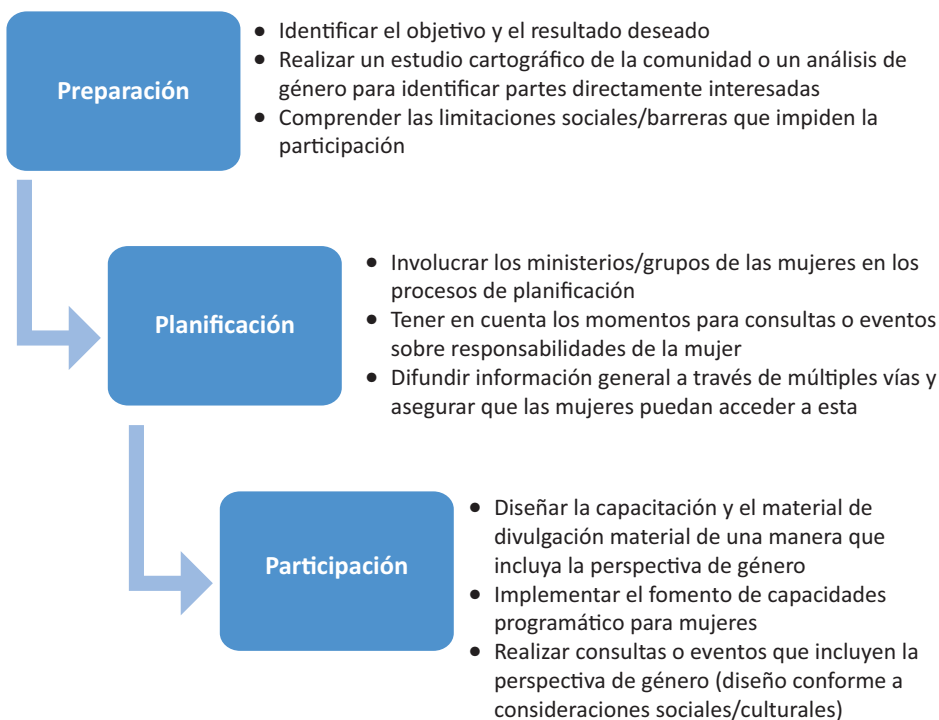 Preparación
• Identificar el objetivo y el resultado deseado
• Realizar un estudio cartográfico de la comunidad o un análisis de
género para identificar partes directamente interesadas
• Comprender las limitaciones sociales/barreras que impiden la
participación
Planificación
• Involucrar los ministerios/grupos de las mujeres en los
procesos de planificación
• Tener en cuenta los momentos para consultas o eventos
sobre responsabilidades de la mujer
• Difundir información general a través de múltiples vías y
asegurar que las mujeres puedan acceder a esta
Participación
• Diseñar la capacitación y el material de
divulgación material de una manera que
incluya la perspectiva de género
• Implementar el fomento de capacidades
programático para mujeres
• Realizar consultas o eventos que incluyen la
perspectiva de género (diseño conforme a
consideraciones sociales/culturales)